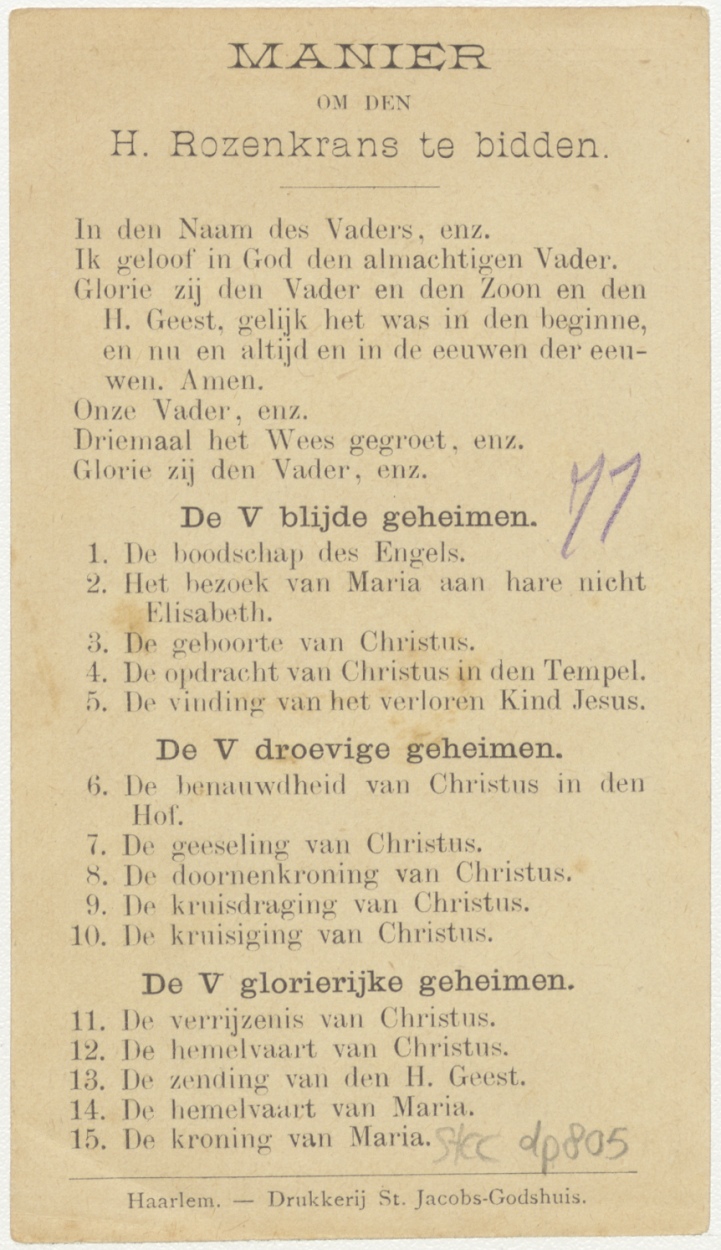 MANIER
OM DEN
H. Rozenkrans te bidden.
In den Naam des Vaders, enz.
Ik geloof in God den almachtigen Vader.
Glorie zij den Vader en den Zoon en den
H. Geest, gelijk het was in den beginne,
en nu en altijd en in de eeuwen der eeu-
wen. Amen.
Onze Vader, enz.
Driemaal het Wees gegroet, enz.
Glorie zij den Vader, enz.
De V blijde geheimen.
1. De boodschap des Engels.
2. Het bezoek van Maria aan hare nicht
Elisabeth.
3. De geboorte van Christus.
4. De opdracht van Christus in den Tempel.
5. De vinding van het verloren Kind Jesus.
De V droevige geheimen.
6. De benauwdheid van Christus in den
Hof.
7. De geeseling van Christus.
8. De doornenkroning van Christus.
9. De kruisdraging van Christus.
10. De kruisiging van Christus.
De V glorierijke geheimen.
11. De verrijzenis van Christus.
12. De hemelvaart van Christus.
13. De zending van den H. Geest.
14. De hemelvaart van Maria.
15. De kroning van Maria.
dp805
Haarlem. — Drukkerij St. Jacobs-Godshuis.